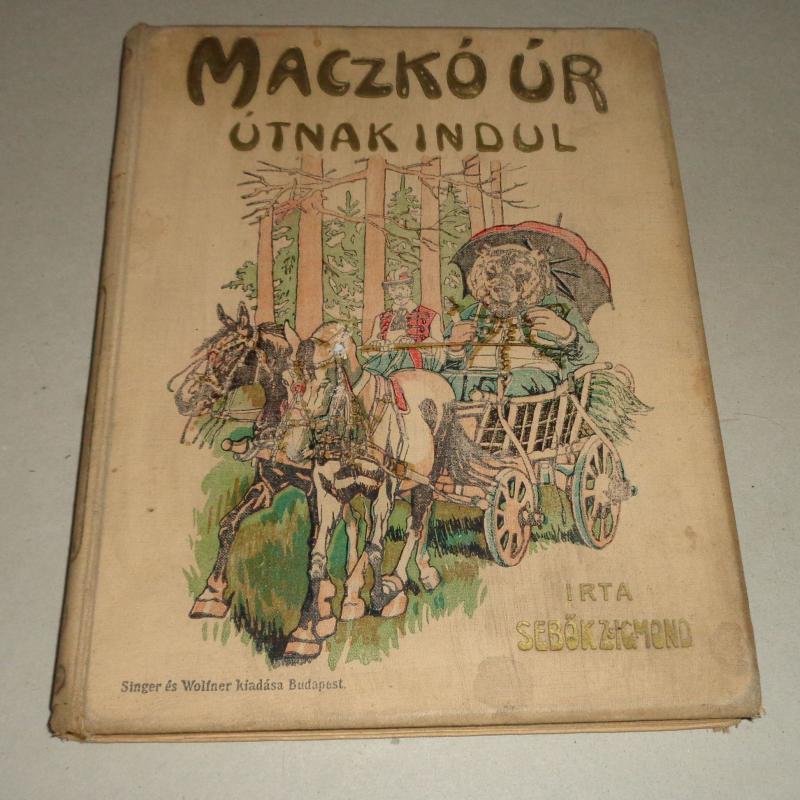 MACZKÓ ÚR
ÚTNAK INDUL
IRTA
SEBŐK ZSIGMOND
Singer és Wolfner kiadása Budapest.